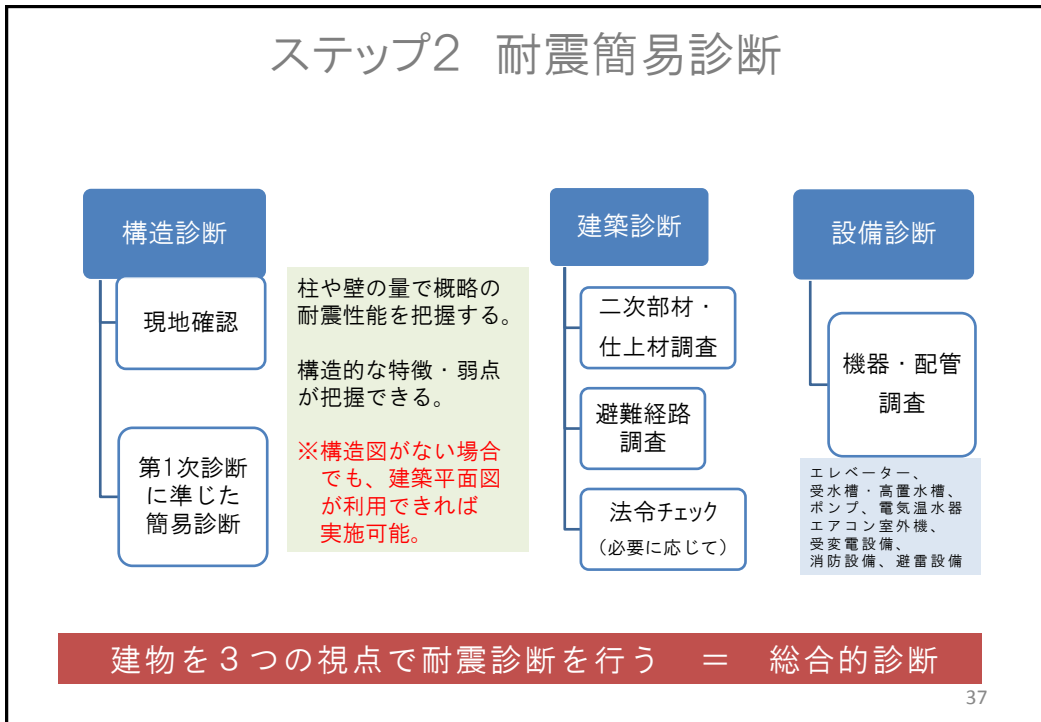 ステップ2　耐震簡易診断
構造診断
現地確認
第1次診断
に準じた
簡易診断
柱や壁の量で概略の
耐震性能を把握する。
構造的な特徴・弱点
が把握できる。
※構造図がない場合
でも、建築平面図
が利用できれば
実施可能。
建築診断
二次部材・
仕上材調査
避難経路
調査
法令チェック
（必要に応じて）
設備診断
機器・配管
調査
エレベーター、
受水槽・高置水槽、
ポンプ、電気温水器
エアコン室外機、
受変電設備、
消防設備、避雷設備
建物を３つの視点で耐震診断を行う　＝　総合的診断
37